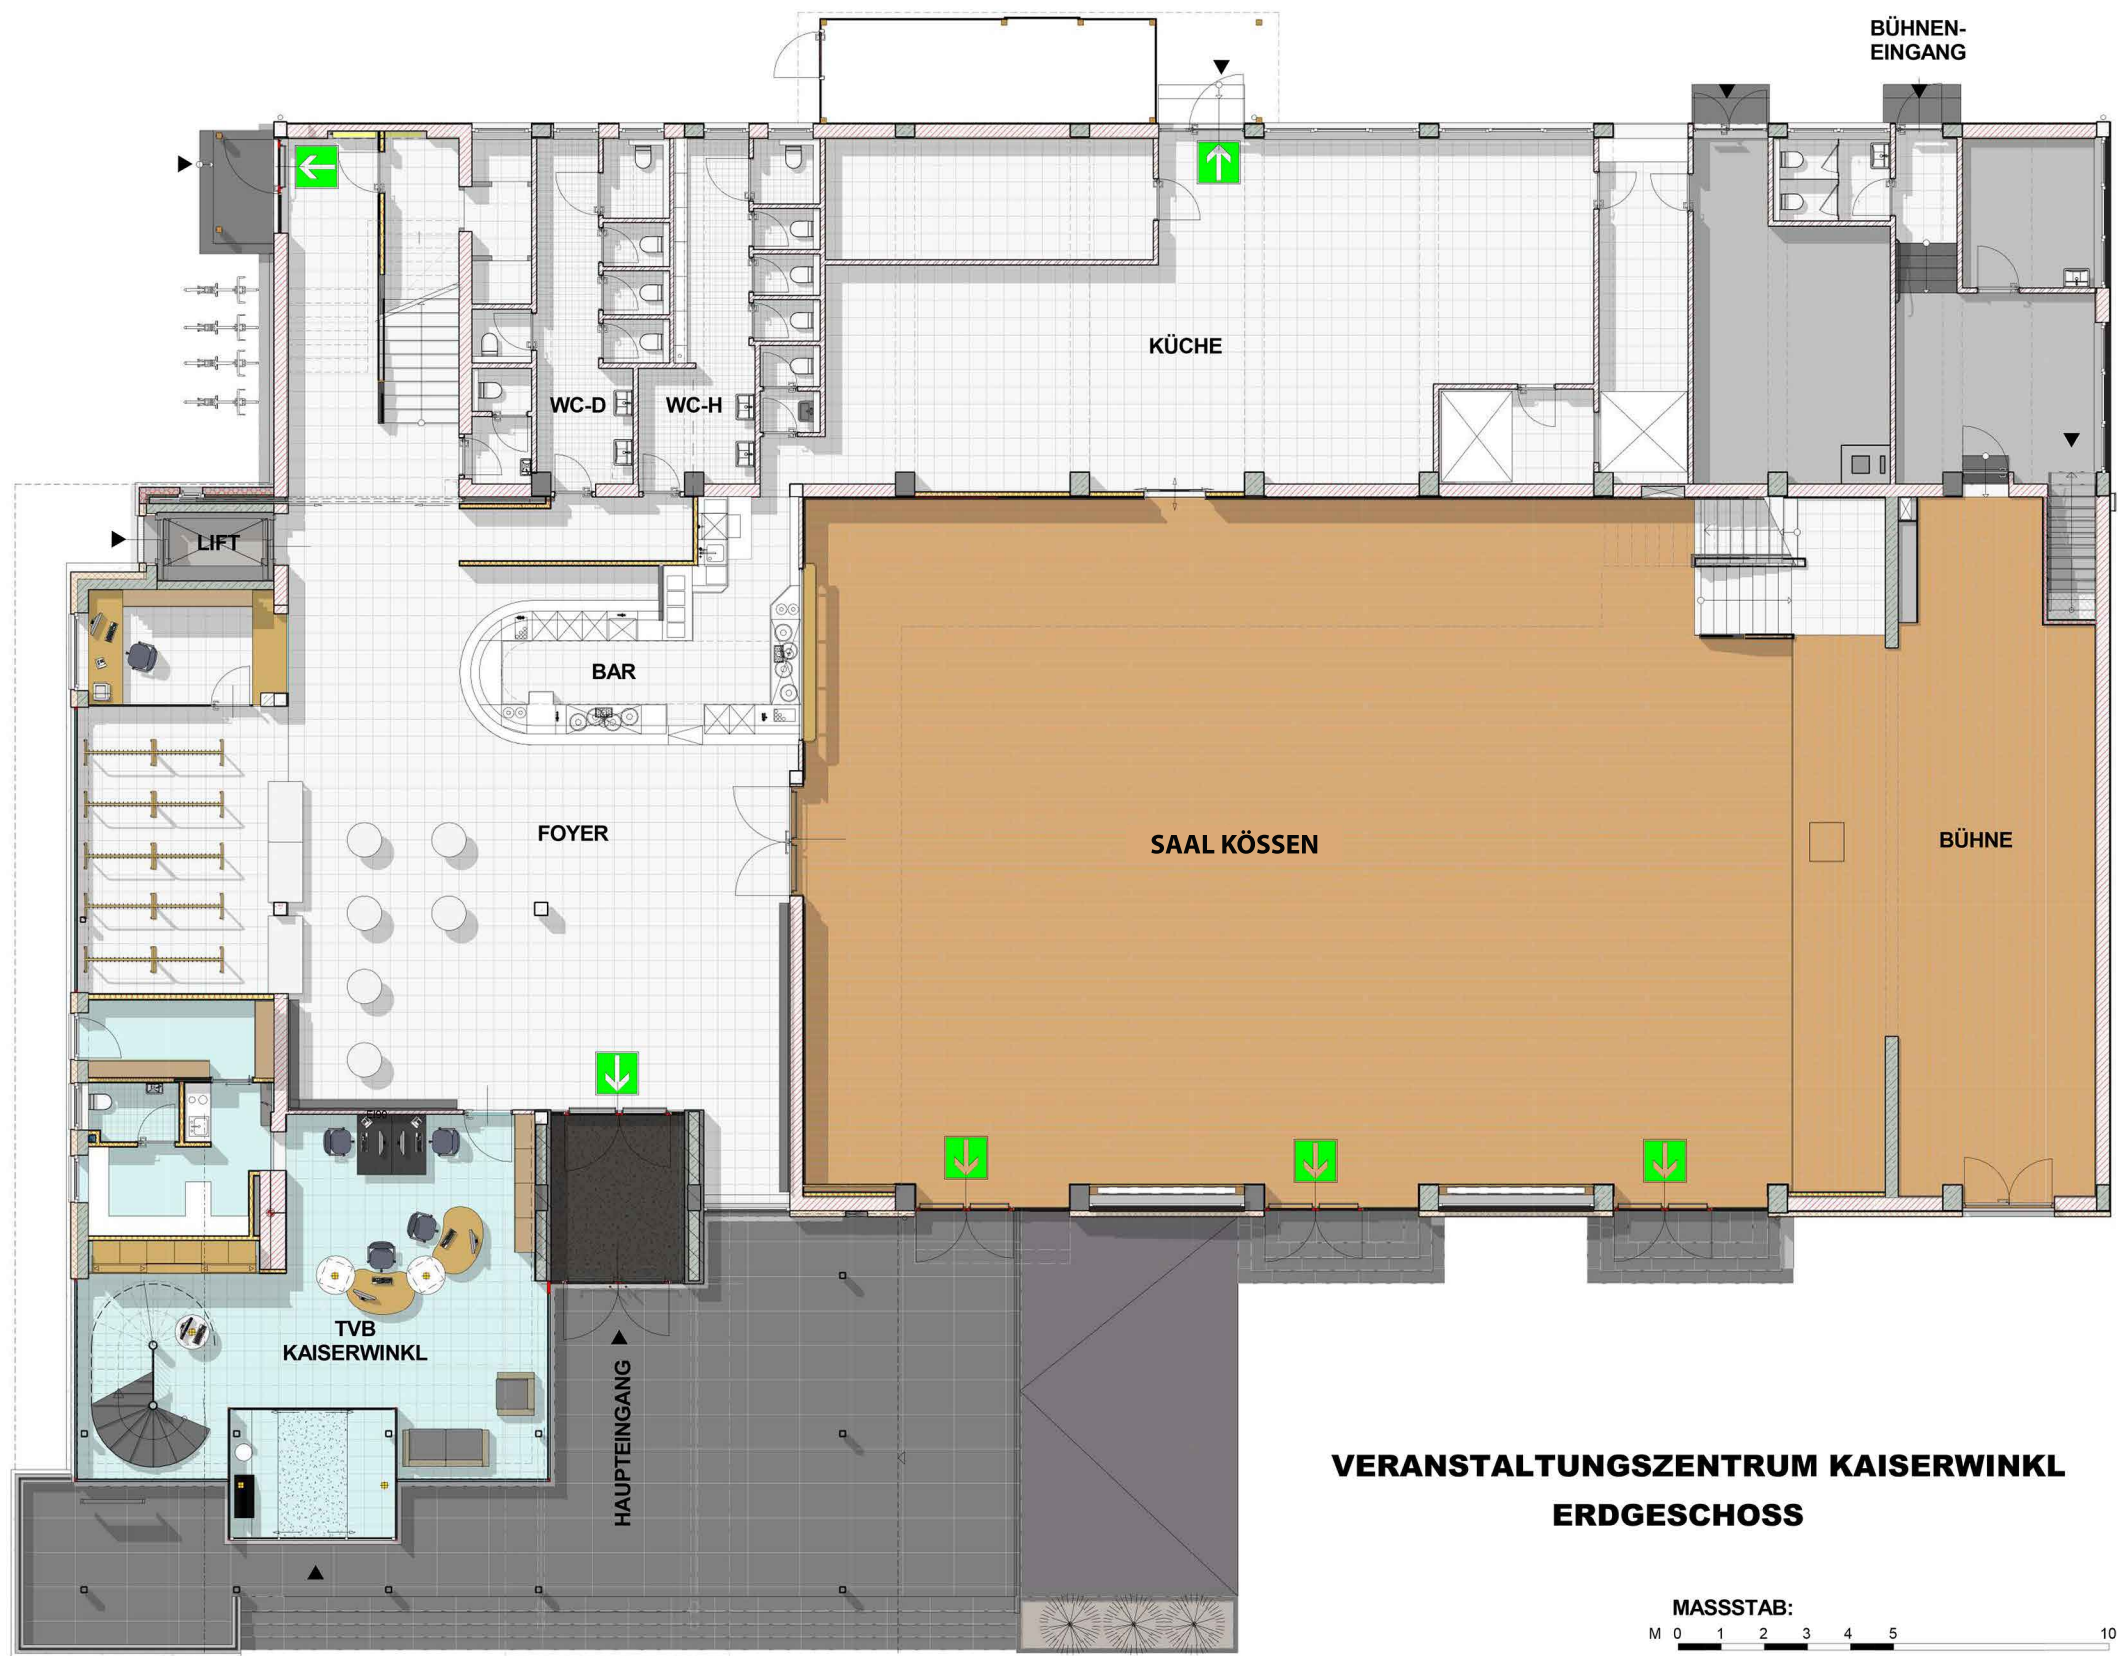 BÜHNEN-
EINGANG
KÜCHE
WC-D
WC-H
LIFT
BAR
FOYER
SAAL KÖSSEN
BÜHNE
EI90
TVB
KAISERWINKL
HAUPTEINGANG
VERANSTALTUNGSZENTRUM KAISERWINKL
ERDGESCHOSS
MASSSTAB:
M 0 1 2 3 4 5 10